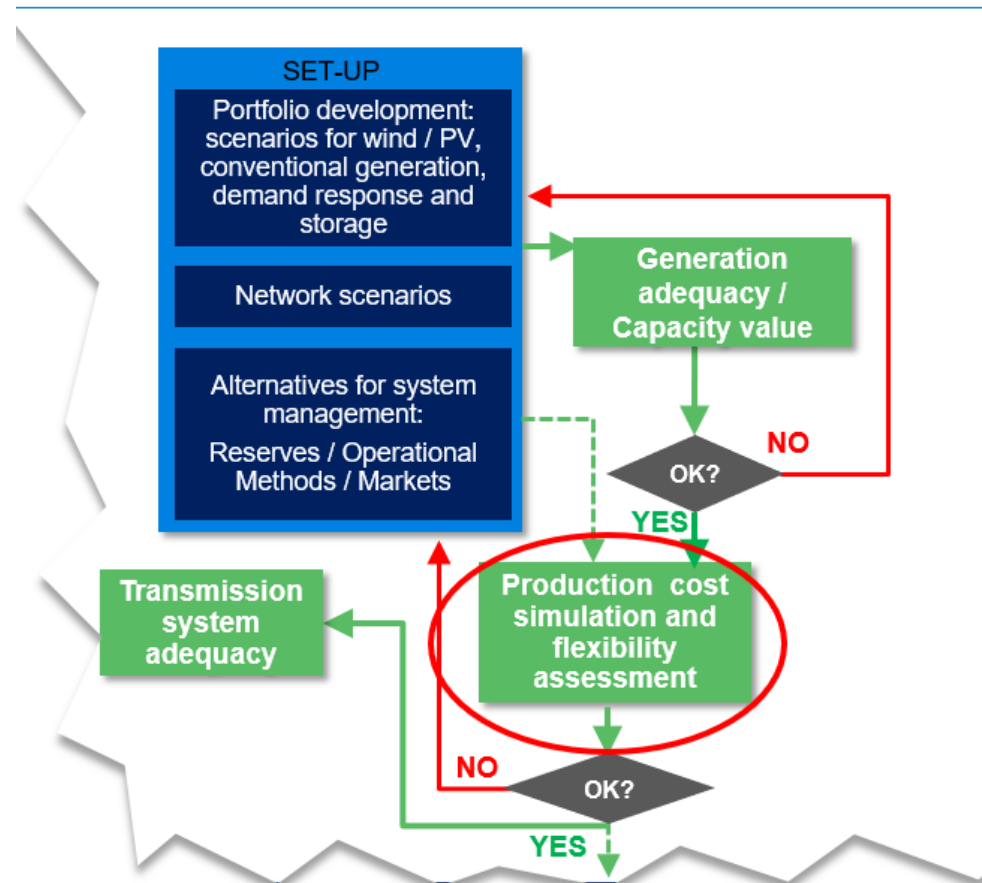 SET-UP
Portfolio development:
scenarios for wind / PV,
conventional generation,
demand response and
storage
Network scenarios
Alternatives for system
management:
Reserves / Operational
Methods / Markets
Generation
adequacy /
Capacity value
OK?
NO
YES
Production cost
simulation and
flexibility
assessment
Transmission
system
adequacy
OK?
NO
YES